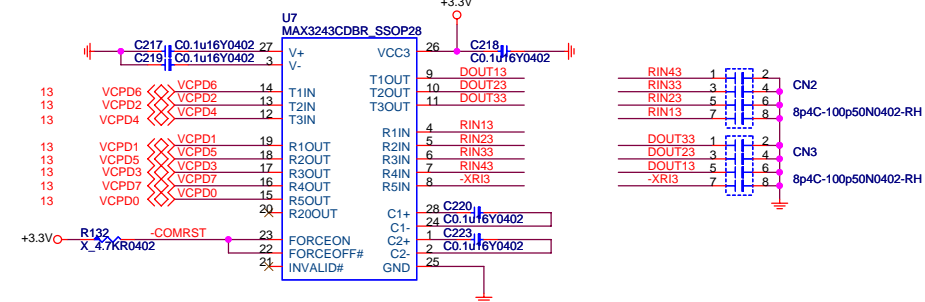 +3.3V
U7
MAX3243CDBR_SSOP28
C217 C0.1u16Y0402 27 V+ VCC3 26 C218
C219 C0.1u16Y0402 3 V- C0.1u16Y0402
T1OUT 9 DOUT13 RIN43 1 2
13 VCPD6 VCPD6 14 T1IN T2OUT 10 DOUT23 RIN33 3 4 CN2
13 VCPD2 VCPD2 13 T2IN T3OUT 11 DOUT33 RIN23 5 6
13 VCPD4 VCPD4 12 T3IN RIN13 7 8 8p4C-100p50N0402-RH
R1IN 4 RIN13
13 VCPD1 VCPD1 19 R1OUT R2IN 5 RIN23 DOUT33 1 2
13 VCPD5 VCPD5 18 R2OUT R3IN 6 RIN33 DOUT23 3 4 CN3
13 VCPD3 VCPD3 17 R3OUT R4IN 7 RIN43 DOUT13 5 6
13 VCPD7 VCPD7 16 R4OUT R5IN 8 -XRI3 -XRI3 7 8 8p4C-100p50N0402-RH
13 VCPD0 VCPD0 15 R5OUT
20 R20OUT C1+ 28 C220
C1- 24 C0.1u16Y0402
+3.3V R132 -COMRST 23 FORCEON C2+ 1 C223
X_4.7KR0402 22 FORCEOFF# C2- 2 C0.1u16Y0402
21 INVALID# GND 25